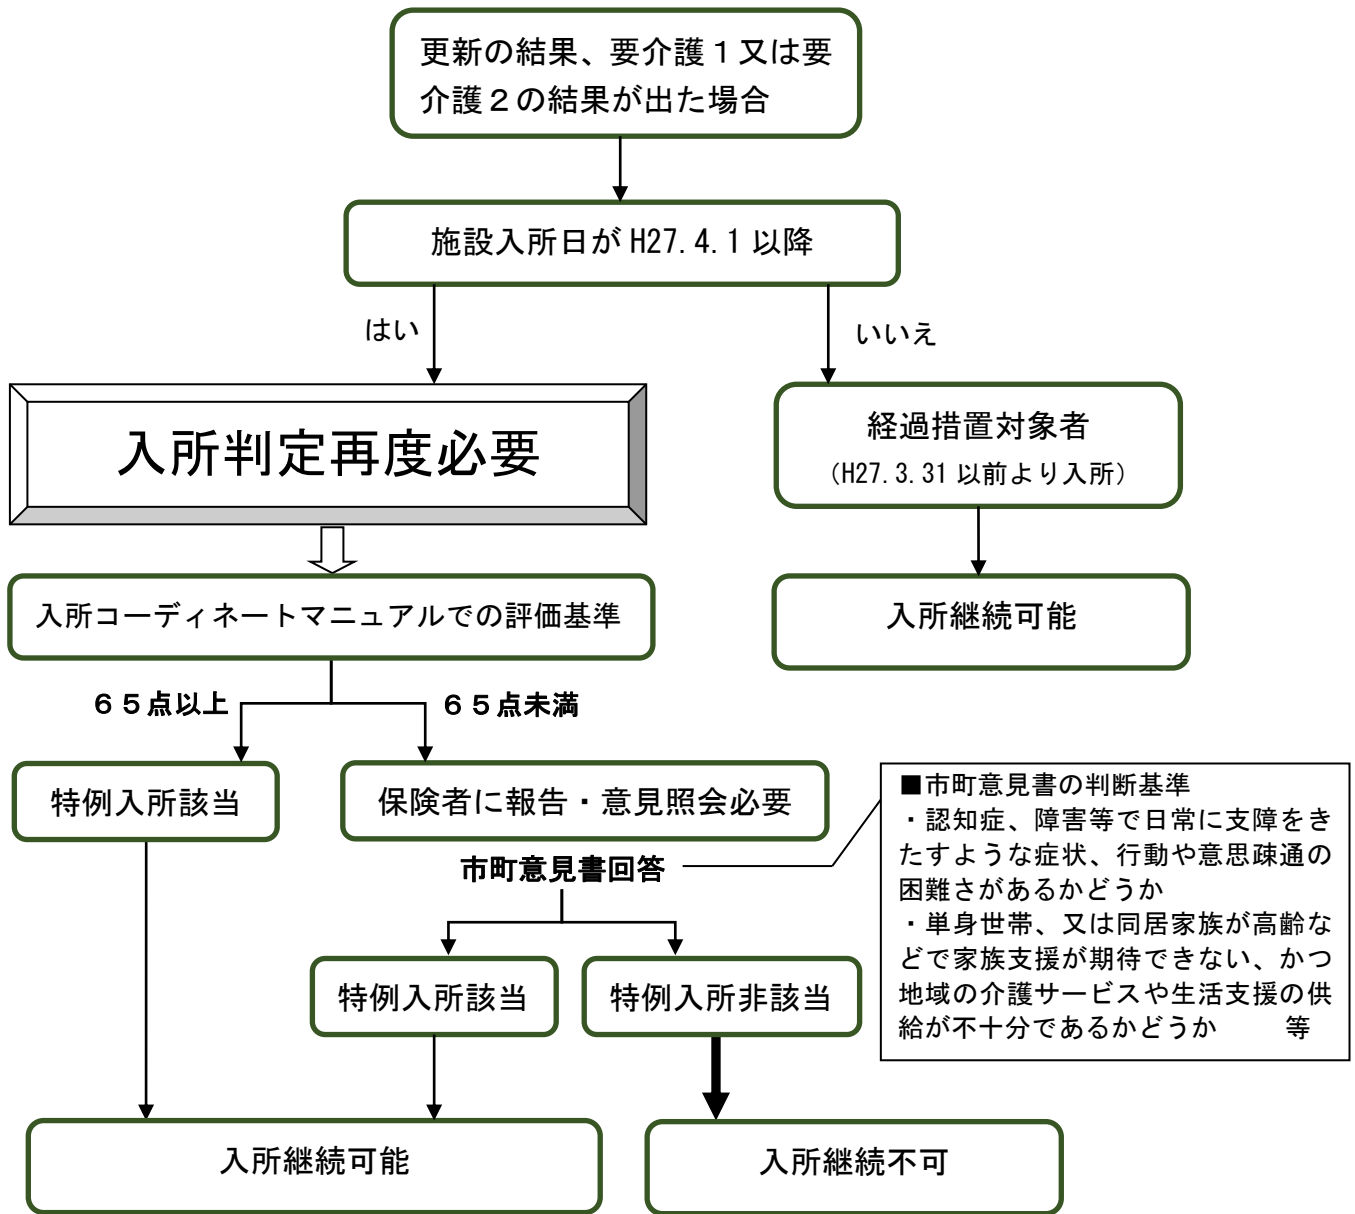 更新の結果、要介護１又は要
介護２の結果が出た場合
施設入所日が H27.4.1 以降
はい
いいえ
入所判定再度必要
経過措置対象者
（H27.3.31 以前より入所）
入所コーディネートマニュアルでの評価基準
入所継続可能
６５点以上
６５点未満
特例入所該当
保険者に報告・意見照会必要
市町意見書回答
■市町意見書の判断基準
・認知症、障害等で日常に支障をき
たすような症状、行動や意思疎通の
困難さがあるかどうか
・単身世帯、又は同居家族が高齢な
どで家族支援が期待できない、かつ
地域の介護サービスや生活支援の供
給が不十分であるかどうか　　　等
特例入所該当
特例入所非該当
入所継続可能
入所継続不可